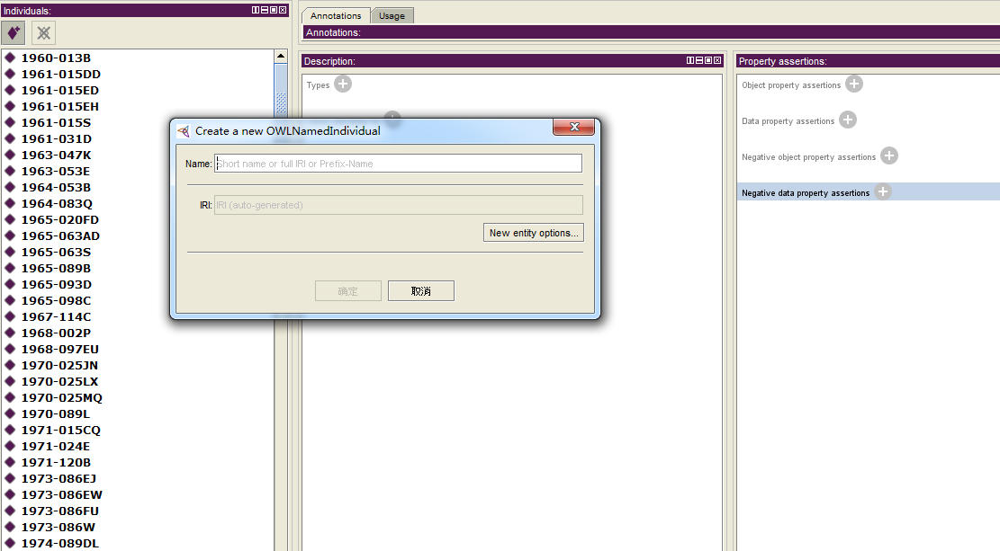 Individuals:
1960-013B
1961-015DD
1961-015ED
1961-015EH
1961-015S
1961-031D
1963-047K
1963-053E
1964-053B
1964-083Q
1965-020FD
1965-063AD
1965-063S
1965-089B
1965-093D
1965-098C
1967-114C
1968-002P
1968-097EU
1970-025JN
1970-025LX
1970-025MQ
1970-089L
1971-015CQ
1971-024E
1971-120B
1973-086EJ
1973-086EW
1973-086FU
1973-086W
1974-089DL
Annotations Usage
Annotations:
Description:
Types
Property assertions:
Object property assertions
Data property assertions
Negative object property assertions
Negative data property assertions
Create a new OWLNamedIndividual
Name: Short name or full IRI or Prefix-Name
IRI: IRI (auto-generated)
New entity options...
确定 取消